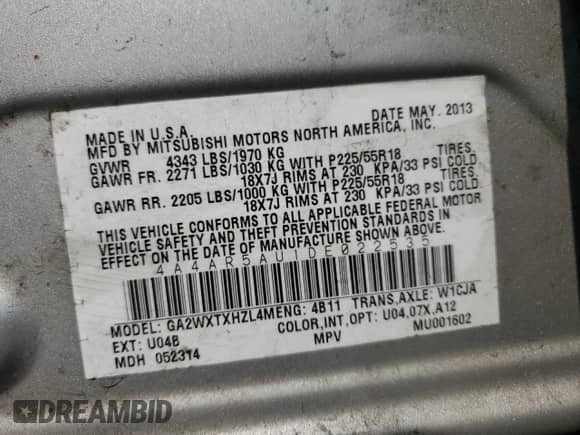 MADE IN U.S.A. DATE MAY. 2013
MFD BY MITSUBISHI MOTORS NORTH AMERICA, INC.
GVWR 4343 LBS/1970 KG
GAWR FR. 2271 LBS/1030 KG WITH P225/55R18 TIRES,
18X7J RIMS AT 230 KPA/33 PSI COLD.
GAWR RR. 2205 LBS/1000 KG WITH P225/55R18 TIRES,
18X7J RIMS AT 230 KPA/33 PSI COLD.
THIS VEHICLE CONFORMS TO ALL APPLICABLE FEDERAL MOTOR
VEHICLE SAFETY AND THEFT PREVENTION STANDARDS IN
EFFECT ON THE DATE OF MANUFACTURE SHOWN ABOVE.
4A4AR5AU1DE022535
MODEL: GA2WXTXHZL4MENG: 4B11 TRANS,AXLE: W1CJA
EXT: U04B COLOR,INT,OPT: U04,07X,A12
MDH 052314 MPV MU001602
DREAMBID